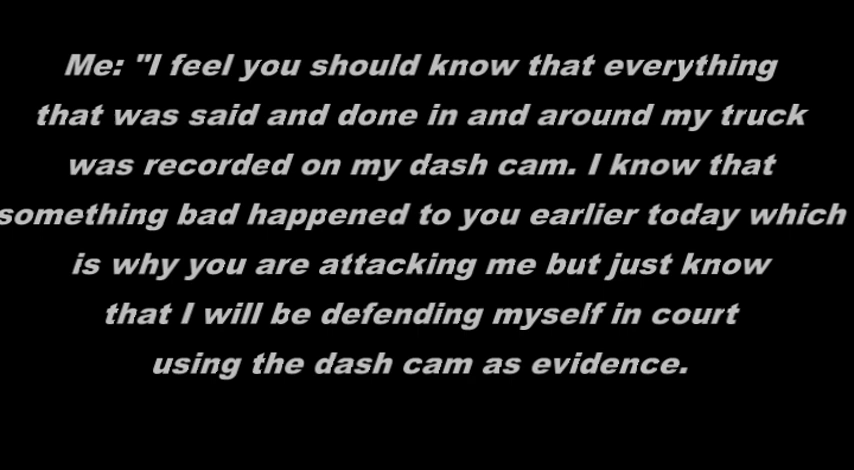 Me: "I feel you should know that everything
that was said and done in and around my truck
was recorded on my dash cam. I know that
something bad happened to you earlier today which
is why you are attacking me but just know
that I will be defending myself in court
using the dash cam as evidence.